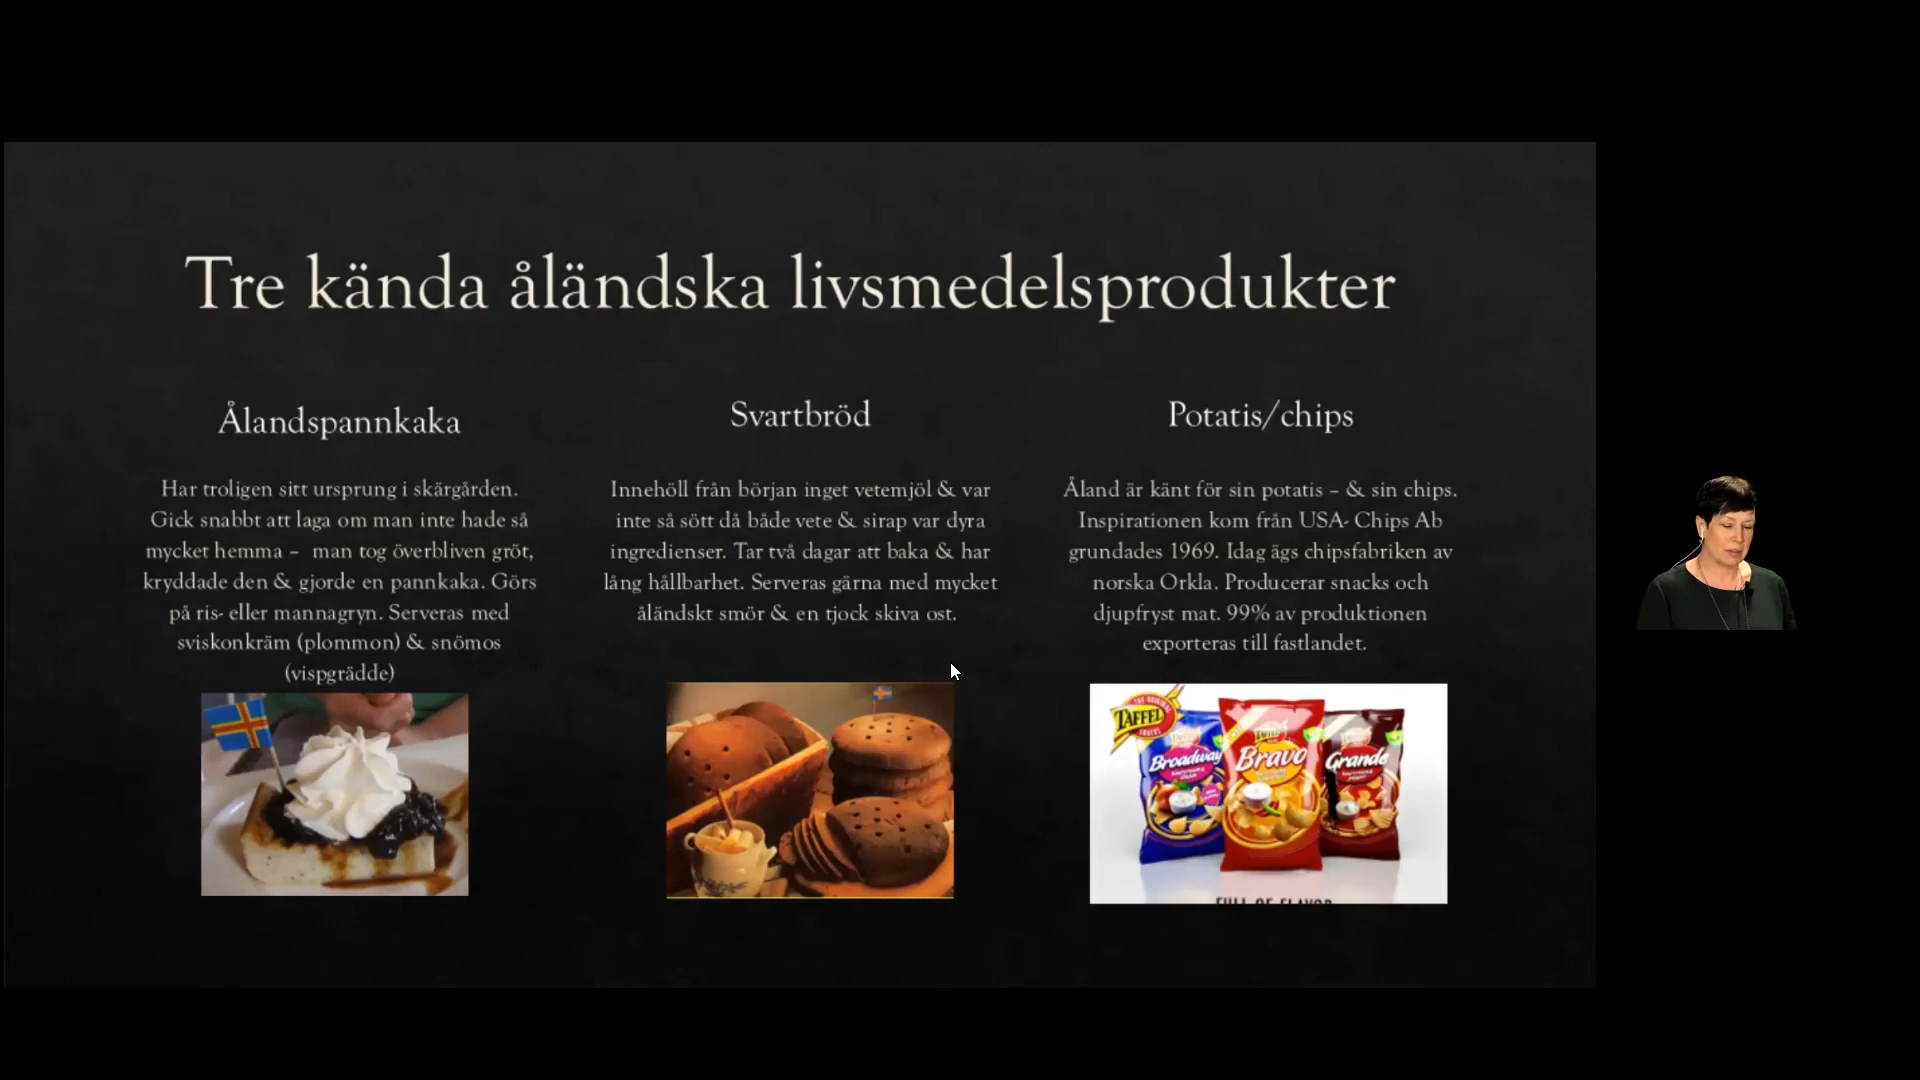 Tre kända åländska livsmedelsprodukter
Ålandspannkaka
Har troligen sitt ursprung i skärgården.
Gick snabbt att laga om man inte hade så
mycket hemma – man tog överbliven gröt,
kryddade den & gjorde en pannkaka. Görs
på ris- eller mannagryn. Serveras med
sviskonkräm (plommon) & snömos
(vispgrädde)
Svartbröd
Innehöll från början inget vetemjöl & var
inte så sött då både vete & sirap var dyra
ingredienser. Tar två dagar att baka & har
lång hållbarhet. Serveras gärna med mycket
åländskt smör & en tjock skiva ost.
Potatis/chips
Åland är känt för sin potatis – & sin chips.
Inspirationen kom från USA- Chips Ab
grundades 1969. Idag ägs chipsfabriken av
norska Orkla. Producerar snacks och
djupfryst mat. 99% av produktionen
exporteras till fastlandet.
THE ORIGINAL
TAFFEL
SNACKS
Broadway
Bravo
Grande
FULL OF FLAVOR